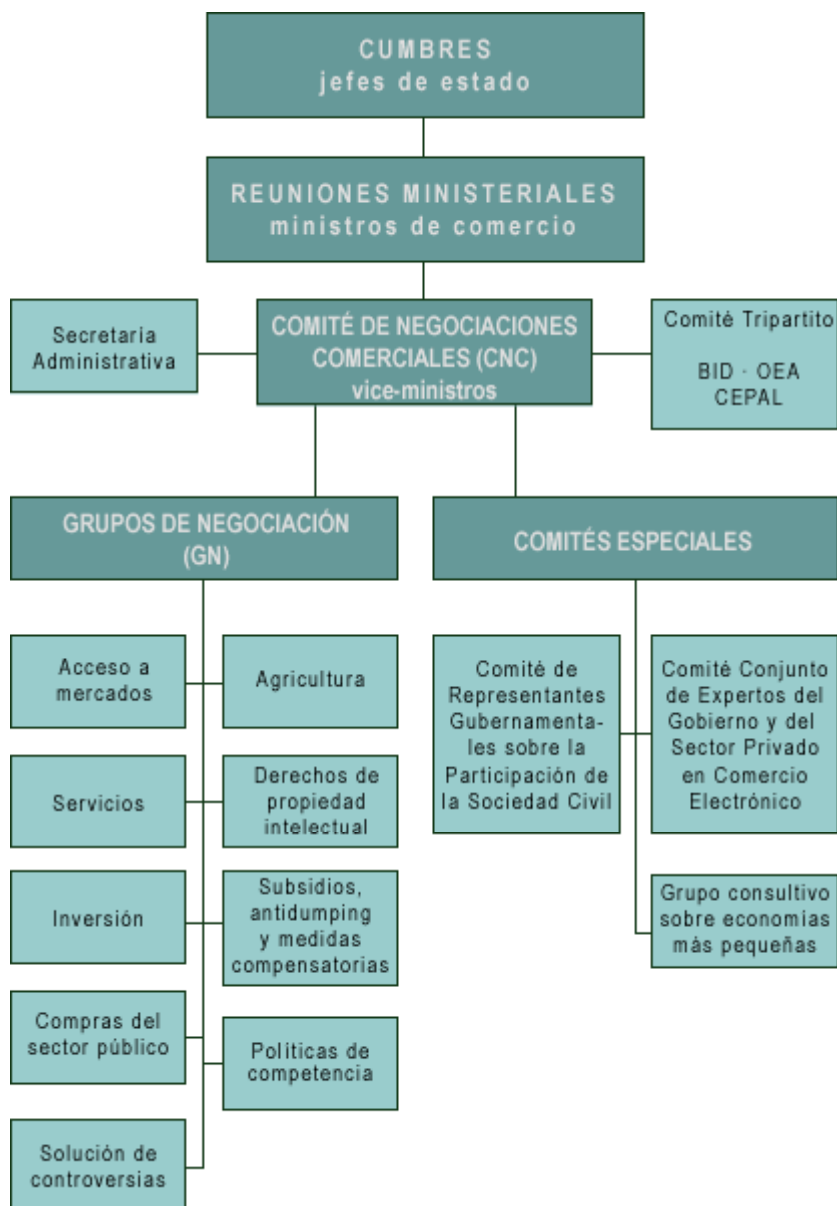 CUMBRES
jefes de estado
REUNIONES MINISTERIALES
ministros de comercio
Secretaría
Administrativa
COMITÉ DE NEGOCIACIONES
COMERCIALES (CNC)
vice-ministros
Comité Tripartito
BID · OEA
CEPAL
GRUPOS DE NEGOCIACIÓN
(GN)
COMITÉS ESPECIALES
Acceso a
mercados
Agricultura
Servicios
Derechos de
propiedad
intelectual
Inversión
Subsidios,
antidumping
y medidas
compensatorias
Compras del
sector público
Políticas de
competencia
Solución de
controversias
Comité de
Representantes
Gubernamenta-
les sobre la
Participación de
la Sociedad Civil
Comité Conjunto
de Expertos del
Gobierno y del
Sector Privado
en Comercio
Electrónico
Grupo consultivo
sobre economías
más pequeñas